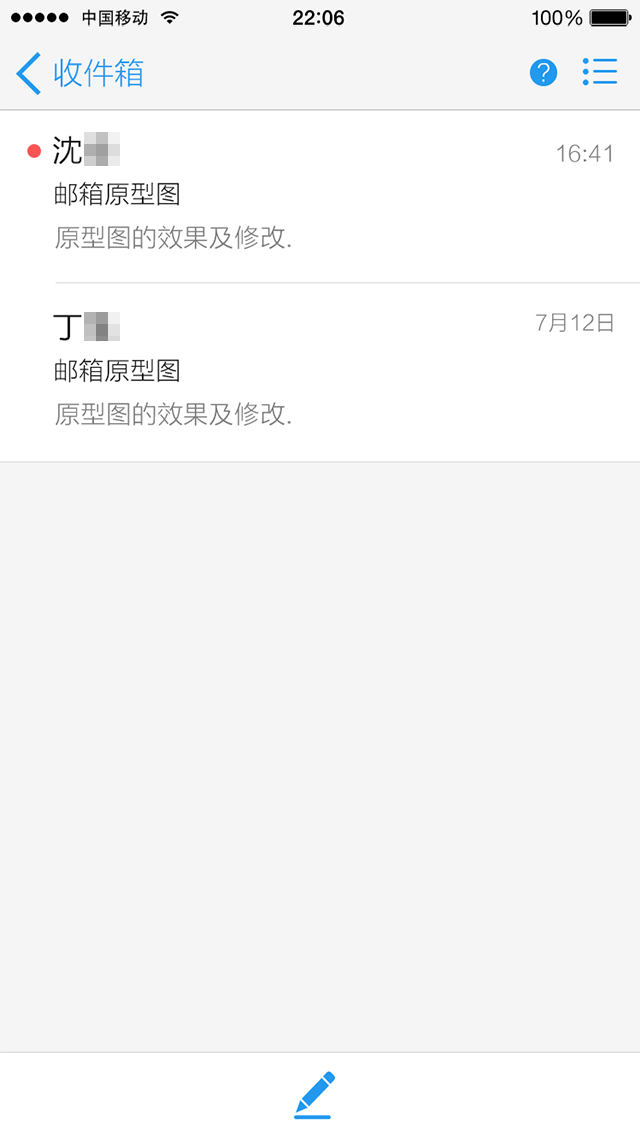 中国移动 22:06 100%
收件箱 ?
沈 16:41
邮箱原型图
原型图的效果及修改.
丁 7月12日
邮箱原型图
原型图的效果及修改.